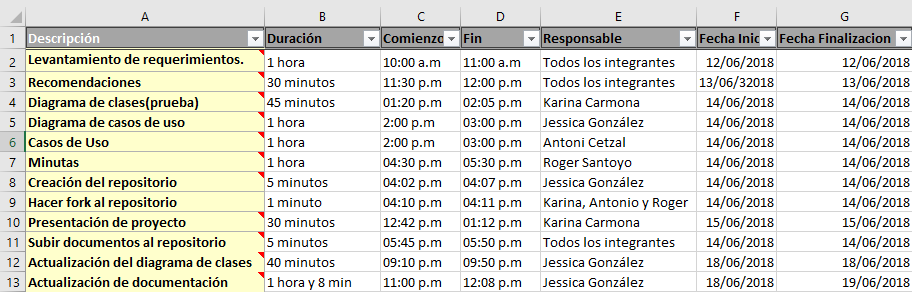 A B C D E F G
1 Descripción Duración Comienzo Fin Responsable Fecha Inic Fecha Finalizacion
2 Levantamiento de requerimientos. 1 hora 10:00 a.m 11:00 a.m Todos los integrantes 12/06/2018 12/06/2018
3 Recomendaciones 30 minutos 11:30 p.m 12:00 p.m Todos los integrantes 13/06/32018 13/06/2018
4 Diagrama de clases(prueba) 45 minutos 01:20 p.m 02:05 p.m Karina Carmona 14/06/2018 14/06/2018
5 Diagrama de casos de uso 1 hora 2:00 p.m 03:00 p.m Jessica González 14/06/2018 14/06/2018
6 Casos de Uso 1 hora 2:00 p.m 03:00 p.m Antoni Cetzal 14/06/2018 14/06/2018
7 Minutas 1 hora 04:30 p.m 05:30 p.m Roger Santoyo 14/06/2018 14/06/2018
8 Creación del repositorio 5 minutos 04:02 p.m 04:07 p.m Jessica González 14/06/2018 14/06/2018
9 Hacer fork al repositorio 1 minuto 04:10 p.m 04:11 p.m Karina, Antonio y Roger 14/06/2018 14/06/2018
10 Presentación de proyecto 30 minutos 12:42 p.m 01:12 p.m Karina Carmona 15/06/2018 15/06/2018
11 Subir documentos al repositorio 5 minutos 05:45 p.m 05:50 p.m Todos los integrantes 14/06/2018 14/06/2018
12 Actualización del diagrama de clases 40 minutos 09:10 p.m 09:50 p.m Jessica González 18/06/2018 18/06/2018
13 Actualización de documentación 1 hora y 8 min 11:00 p.m 12:08 p.m Jessica González 18/06/2018 19/06/2018